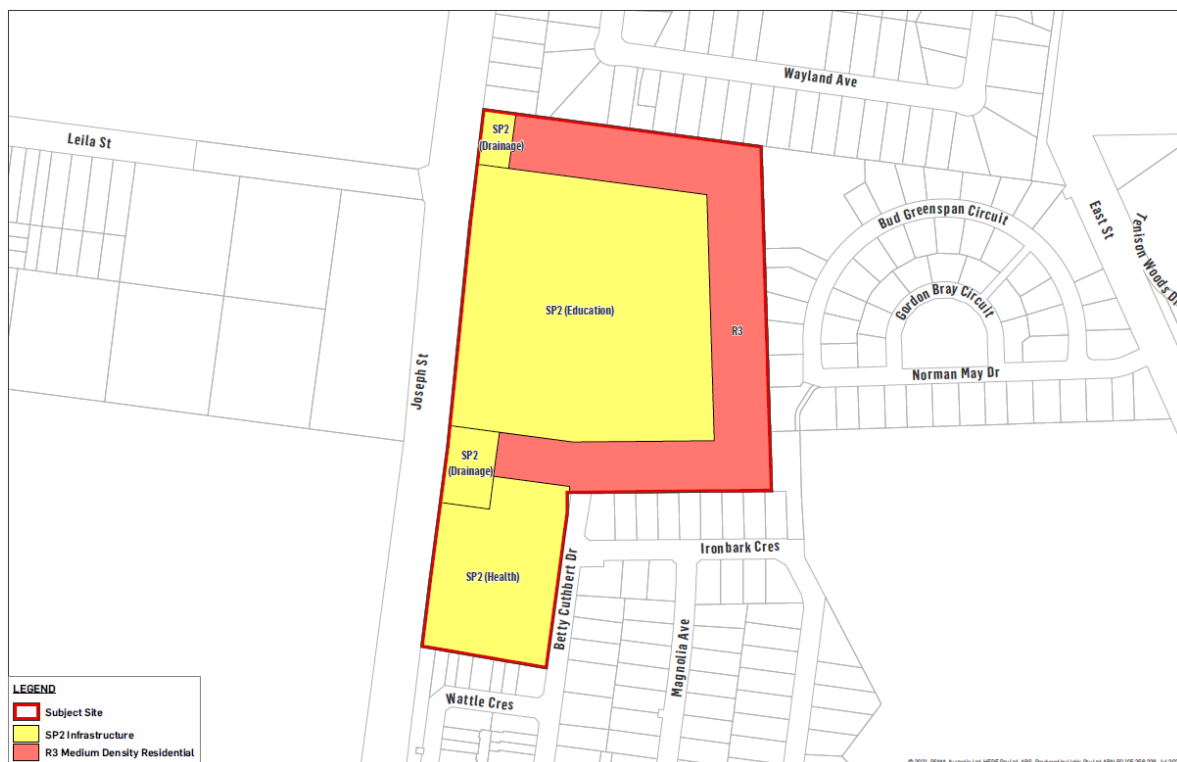 Wayland Ave
Leila St
SP2
(Drainage)
Bud Greenspan Circuit
East St
Tenison Woods Dr
Gordon Bray Circuit
SP2 (Education)
R3
Joseph St
Norman May Dr
SP2
(Drainage)
Ironbark Cres
SP2 (Health)
Betty Cuthbert Dr
Magnolia Ave
Wattle Cres
LEGEND
Subject Site
SP2 Infrastructure
R3 Medium Density Residential